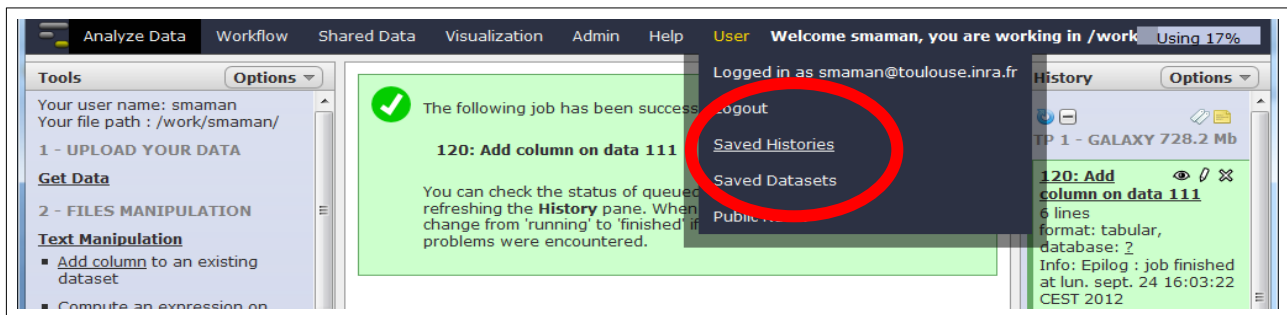 Analyze Data Workflow Shared Data Visualization Admin Help User Welcome smaman, you are working in /work Using 17%
Tools Options
Your user name: smaman
Your file path : /work/smaman/
1 - UPLOAD YOUR DATA
Get Data
2 - FILES MANIPULATION
Text Manipulation
Add column to an existing
dataset
Compute an expression on
The following job has been success
120: Add column on data 111
You can check the status of queued
refreshing the History pane. When
change from 'running' to 'finished' if
problems were encountered.
Logged in as smaman@toulouse.inra.fr
Logout
Saved Histories
Saved Datasets
Public
History Options
TP 1 - GALAXY 728.2 Mb
120: Add
column on data 111
6 lines
format: tabular,
database: ?
Info: Epilog : job finished
at lun. sept. 24 16:03:22
CEST 2012